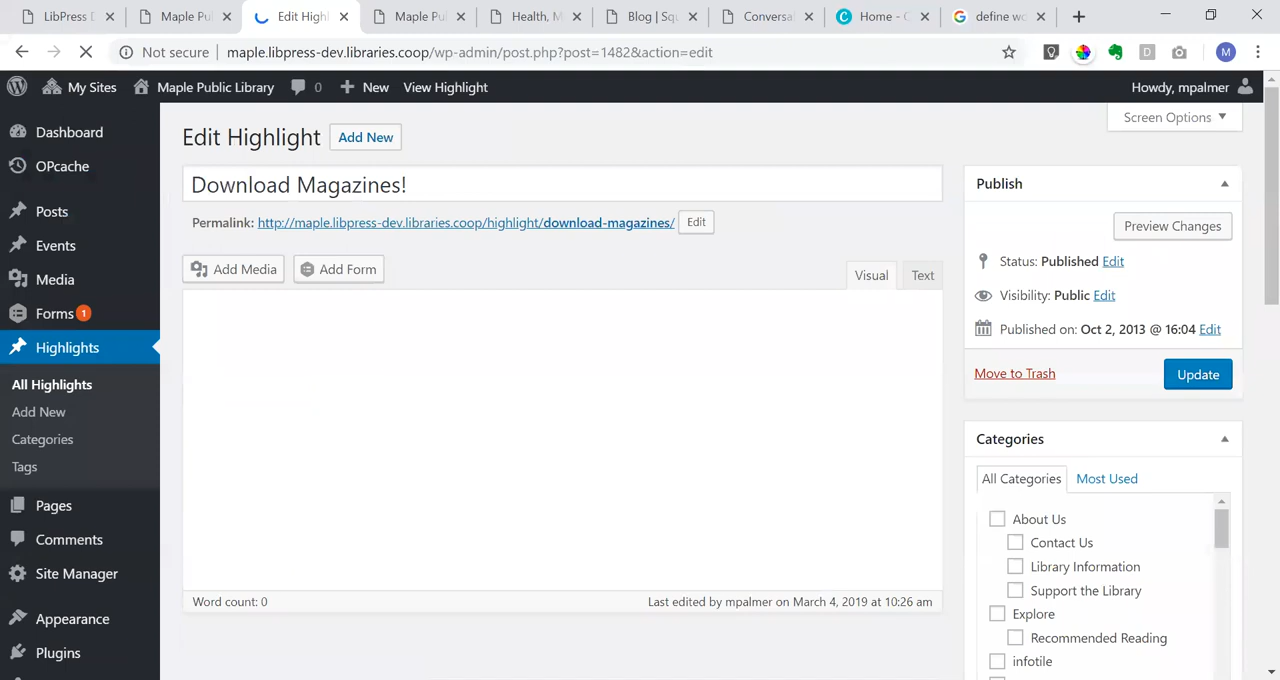 LibPress D
Maple Pul
Edit Highl
Maple Pul
Health, M
Blog | Squ
Conversa
Home - C
define wo
Not secure
maple.libpress-dev.libraries.coop/wp-admin/post.php?post=1482&action=edit
M
My Sites
Maple Public Library
0
New
View Highlight
Howdy, mpalmer
Dashboard
OPcache
Posts
Events
Media
Forms 1
Highlights
All Highlights
Add New
Categories
Tags
Pages
Comments
Site Manager
Appearance
Plugins
Screen Options
Edit Highlight
Add New
Download Magazines!
Permalink: http://maple.libpress-dev.libraries.coop/highlight/download-magazines/ Edit
Add Media
Add Form
Visual
Text
Word count: 0
Last edited by mpalmer on March 4, 2019 at 10:26 am
Publish
Preview Changes
Status: Published Edit
Visibility: Public Edit
Published on: Oct 2, 2013 @ 16:04 Edit
Move to Trash
Update
Categories
All Categories
Most Used
About Us
Contact Us
Library Information
Support the Library
Explore
Recommended Reading
infotile